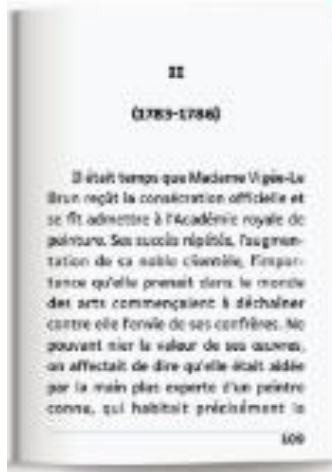 II
(1783-1786)
Il était temps que Madame Vigée-Le
Brun reçût la consécration officielle et
se fît admettre à l'Académie royale de
peinture. Ses succès répétés, l'augmen-
tation de sa noble clientèle, l'impor-
tance qu'elle prenait dans le monde
des arts commençaient à déchaîner
contre elle l'envie de ses confrères. Ne
pouvant nier la valeur de ses œuvres,
on affectait de dire qu'elle était aidée
par la main plus experte d'un peintre
connu, qui habitait précisément la
109